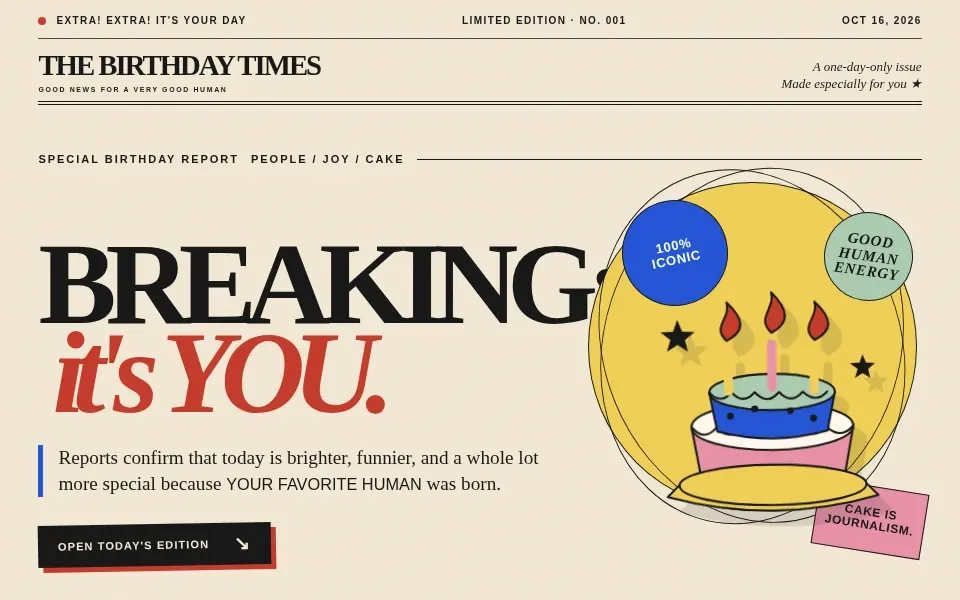 EXTRA! EXTRA! IT'S YOUR DAY
LIMITED EDITION · NO. 001
OCT 16, 2026
THE BIRTHDAY TIMES
GOOD NEWS FOR A VERY GOOD HUMAN
A one-day-only issue
Made especially for you ★
SPECIAL BIRTHDAY REPORT PEOPLE / JOY / CAKE
BREAKING:
it's YOU.
100%
ICONIC
GOOD
HUMAN
ENERGY
Reports confirm that today is brighter, funnier, and a whole lot
more special because YOUR FAVORITE HUMAN was born.
CAKE IS
JOURNALISM.
OPEN TODAY'S EDITION ↘